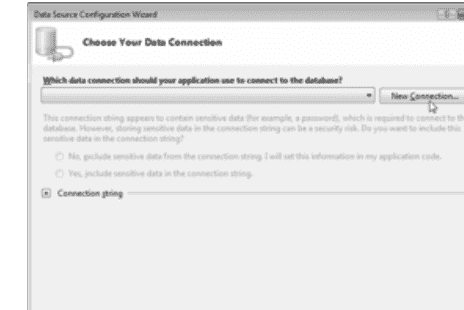 Data Source Configuration Wizard
Choose Your Data Connection
Which data connection should your application use to connect to the database?
New Connection...
This connection string appears to contain sensitive data (for example, a password), which is required to connect to th
database. However, storing sensitive data in the connection string can be a security risk. Do you want to include this
sensitive data in the connection string?
No, exclude sensitive data from the connection string. I will set this information in my application code.
Yes, include sensitive data in the connection string.
Connection string